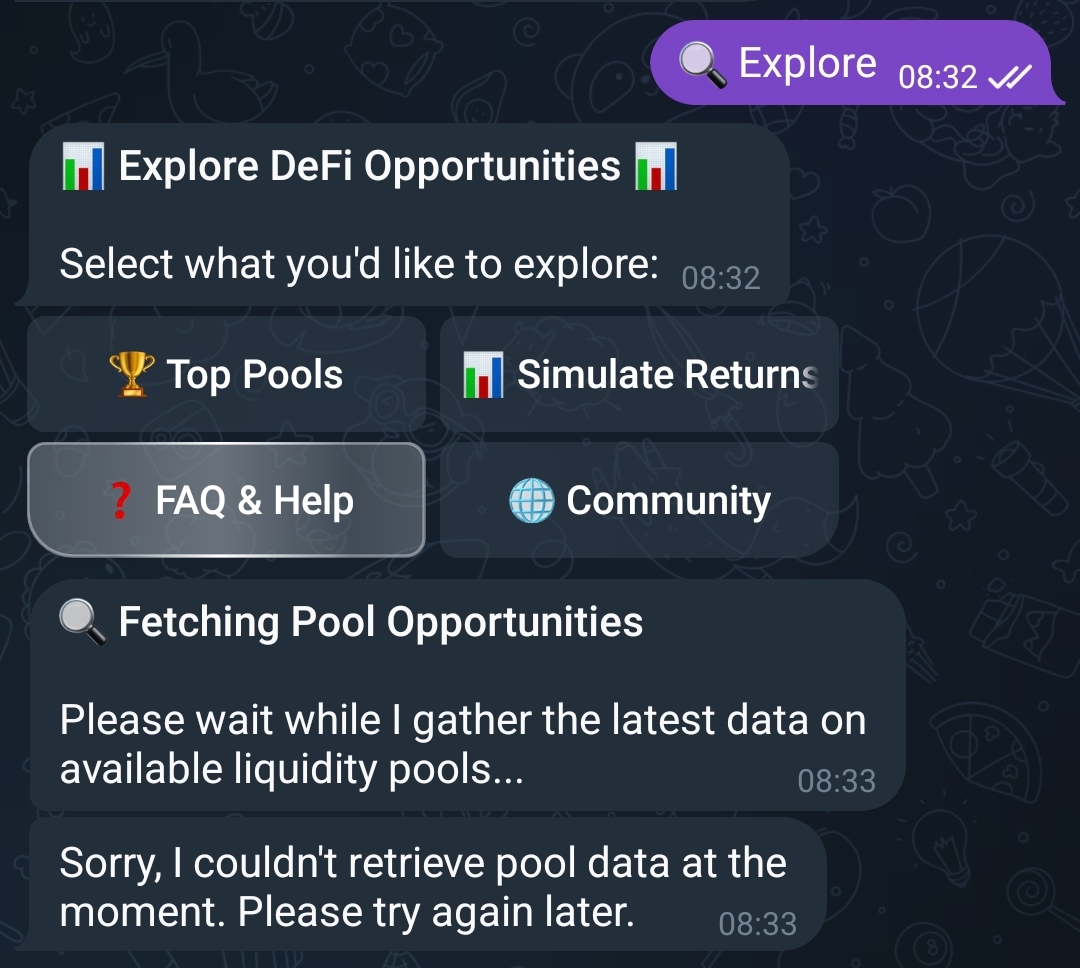 🔍 Explore 08:32
📊 Explore DeFi Opportunities 📊
Select what you'd like to explore: 08:32
🏆 Top Pools
📊 Simulate Returns
❓ FAQ & Help
🌐 Community
🔍 Fetching Pool Opportunities
Please wait while I gather the latest data on
available liquidity pools... 08:33
Sorry, I couldn't retrieve pool data at the
moment. Please try again later. 08:33